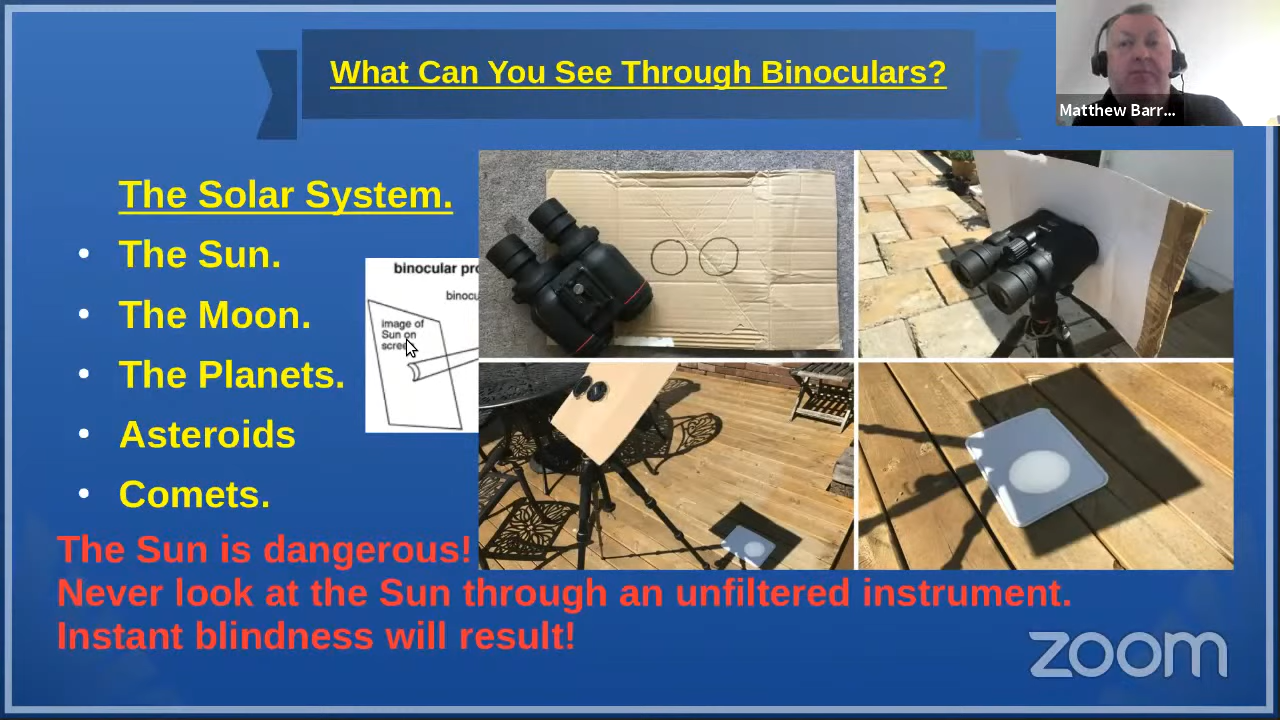 What Can You See Through Binoculars?
Matthew Barr...
The Solar System.
• The Sun.
• The Moon.
• The Planets.
• Asteroids
• Comets.
binocular pro
binocu
image of
Sun on
scree
The Sun is dangerous!
Never look at the Sun through an unfiltered instrument.
Instant blindness will result!
zoom